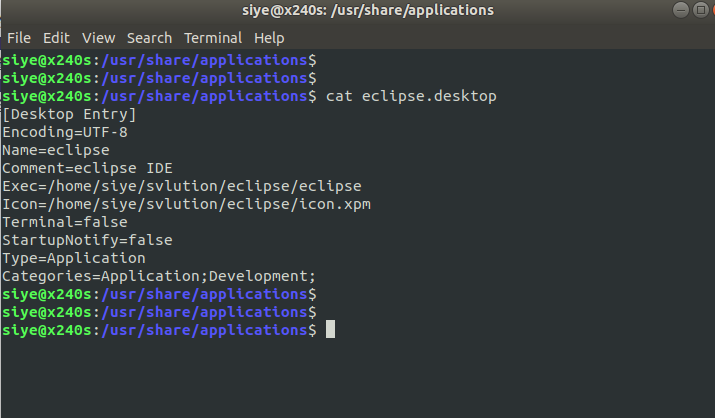 siye@x240s: /usr/share/applications
File Edit View Search Terminal Help
siye@x240s:/usr/share/applications$
siye@x240s:/usr/share/applications$
siye@x240s:/usr/share/applications$ cat eclipse.desktop
[Desktop Entry]
Encoding=UTF-8
Name=eclipse
Comment=eclipse IDE
Exec=/home/siye/svlution/eclipse/eclipse
Icon=/home/siye/svlution/eclipse/icon.xpm
Terminal=false
StartupNotify=false
Type=Application
Categories=Application;Development;
siye@x240s:/usr/share/applications$
siye@x240s:/usr/share/applications$
siye@x240s:/usr/share/applications$